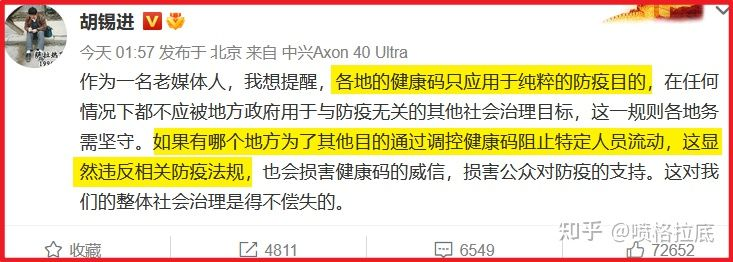 胡锡进
今天 01:57 发布于 北京 来自 中兴Axon 40 Ultra
作为一名老媒体人，我想提醒，各地的健康码只应用于纯粹的防疫目的，在任何
情况下都不应被地方政府用于与防疫无关的其他社会治理目标，这一规则各地务
需坚守。如果有哪个地方为了其他目的通过调控健康码阻止特定人员流动，这显
然违反相关防疫法规，也会损害健康码的威信，损害公众对防疫的支持。这对我
们的整体社会治理是得不偿失的。
收藏 4811 6549 72652
知乎 @喷格拉底